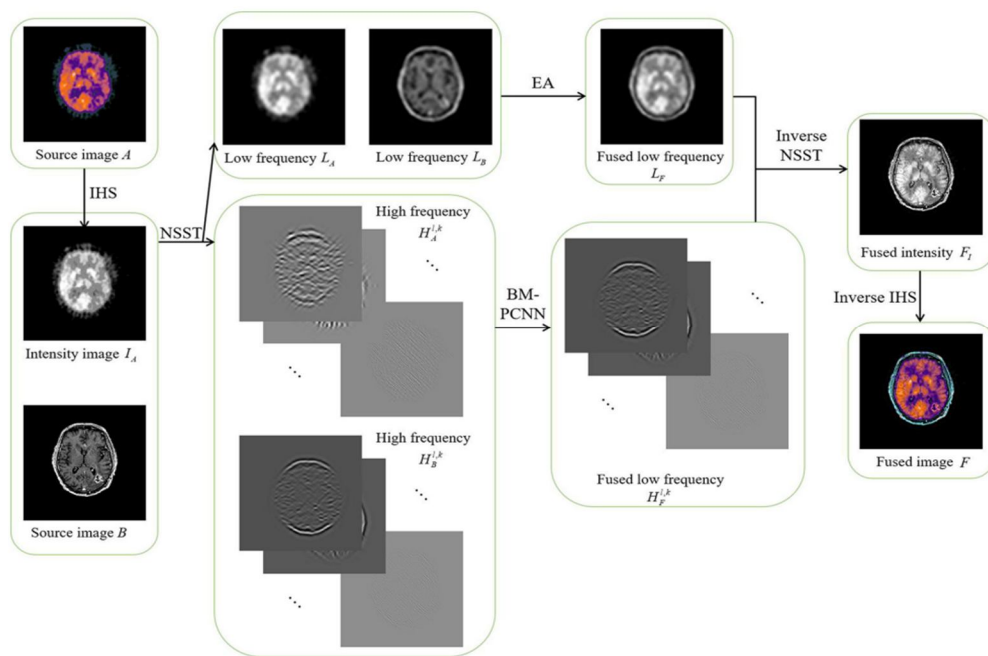 Source image A
IHS
Intensity image I_A
Source image B
NSST
Low frequency L_A
Low frequency L_B
High frequency
H_A^{l,k}
High frequency
H_B^{l,k}
EA
BM-
PCNN
Fused low frequency
L_F
Fused low frequency
H_F^{l,k}
Inverse
NSST
Fused intensity F_I
Inverse IHS
Fused image F